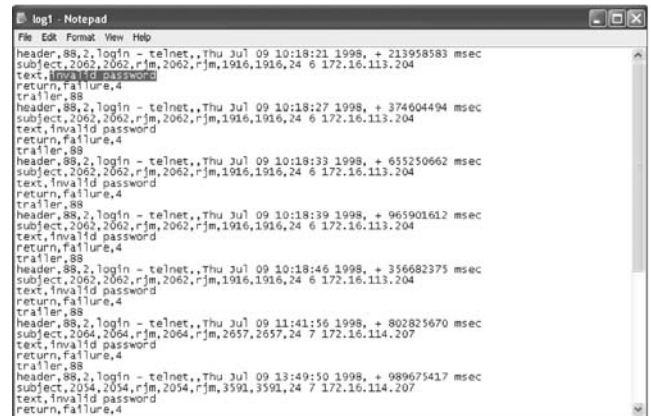 log1 - Notepad
File Edit Format View Help
header,88,2,login - telnet,,Thu Jul 09 10:18:21 1998, + 213958583 msec
subject,2062,2062,rjm,2062,rjm,1916,1916,24 6 172.16.113.204
text,invalid password
return,failure,4
trailer,88
header,88,2,login - telnet,,Thu Jul 09 10:18:27 1998, + 374604494 msec
subject,2062,2062,rjm,2062,rjm,1916,1916,24 6 172.16.113.204
text,invalid password
return,failure,4
trailer,88
header,88,2,login - telnet,,Thu Jul 09 10:18:33 1998, + 655250662 msec
subject,2062,2062,rjm,2062,rjm,1916,1916,24 6 172.16.113.204
text,invalid password
return,failure,4
trailer,88
header,88,2,login - telnet,,Thu Jul 09 10:18:39 1998, + 965901612 msec
subject,2062,2062,rjm,2062,rjm,1916,1916,24 6 172.16.113.204
text,invalid password
return,failure,4
trailer,88
header,88,2,login - telnet,,Thu Jul 09 10:18:46 1998, + 356682375 msec
subject,2062,2062,rjm,2062,rjm,1916,1916,24 6 172.16.113.204
text,invalid password
return,failure,4
trailer,88
header,88,2,login - telnet,,Thu Jul 09 11:41:56 1998, + 802825670 msec
subject,2064,2064,rjm,2064,rjm,2657,2657,24 7 172.16.114.207
text,invalid password
return,failure,4
trailer,88
header,88,2,login - telnet,,Thu Jul 09 13:49:50 1998, + 989675417 msec
subject,2054,2054,rjm,2054,rjm,3591,3591,24 7 172.16.114.207
text,invalid password
return,failure,4